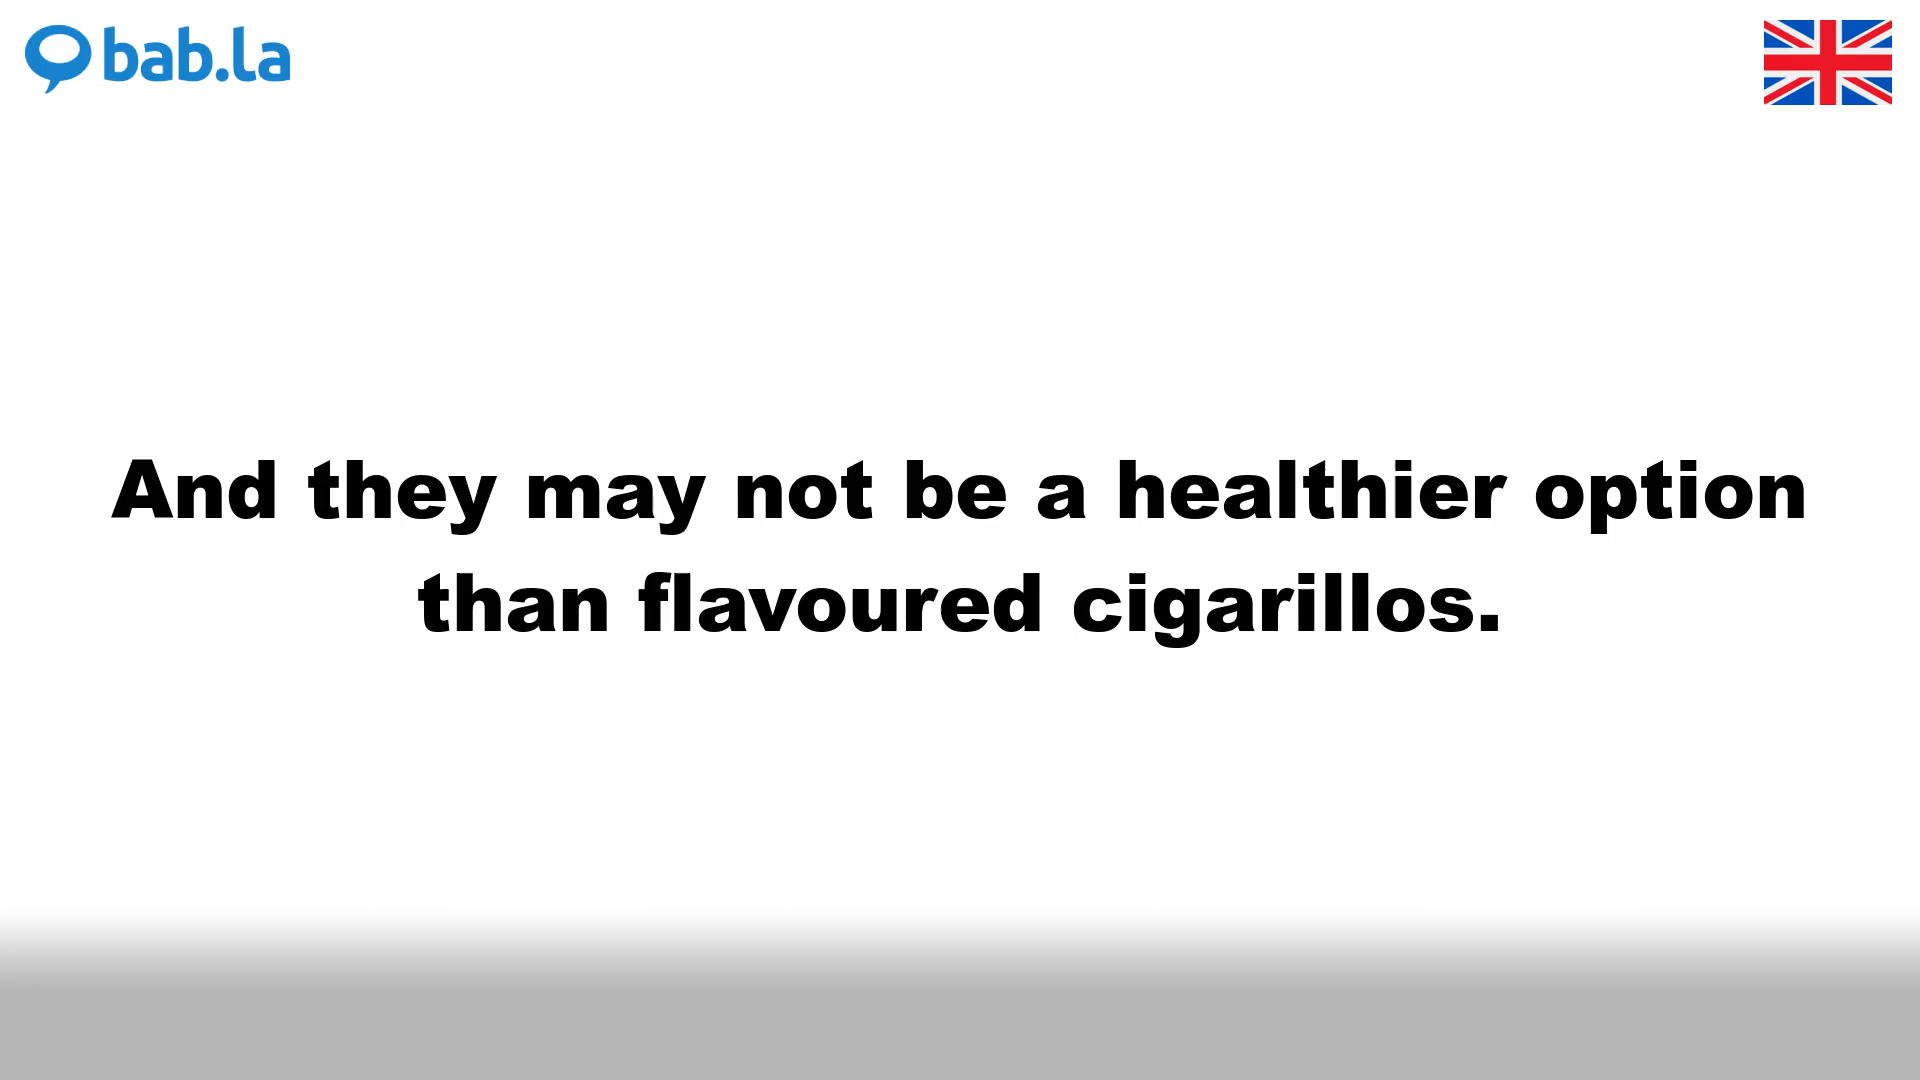 bab.la
And they may not be a healthier option
than flavoured cigarillos.